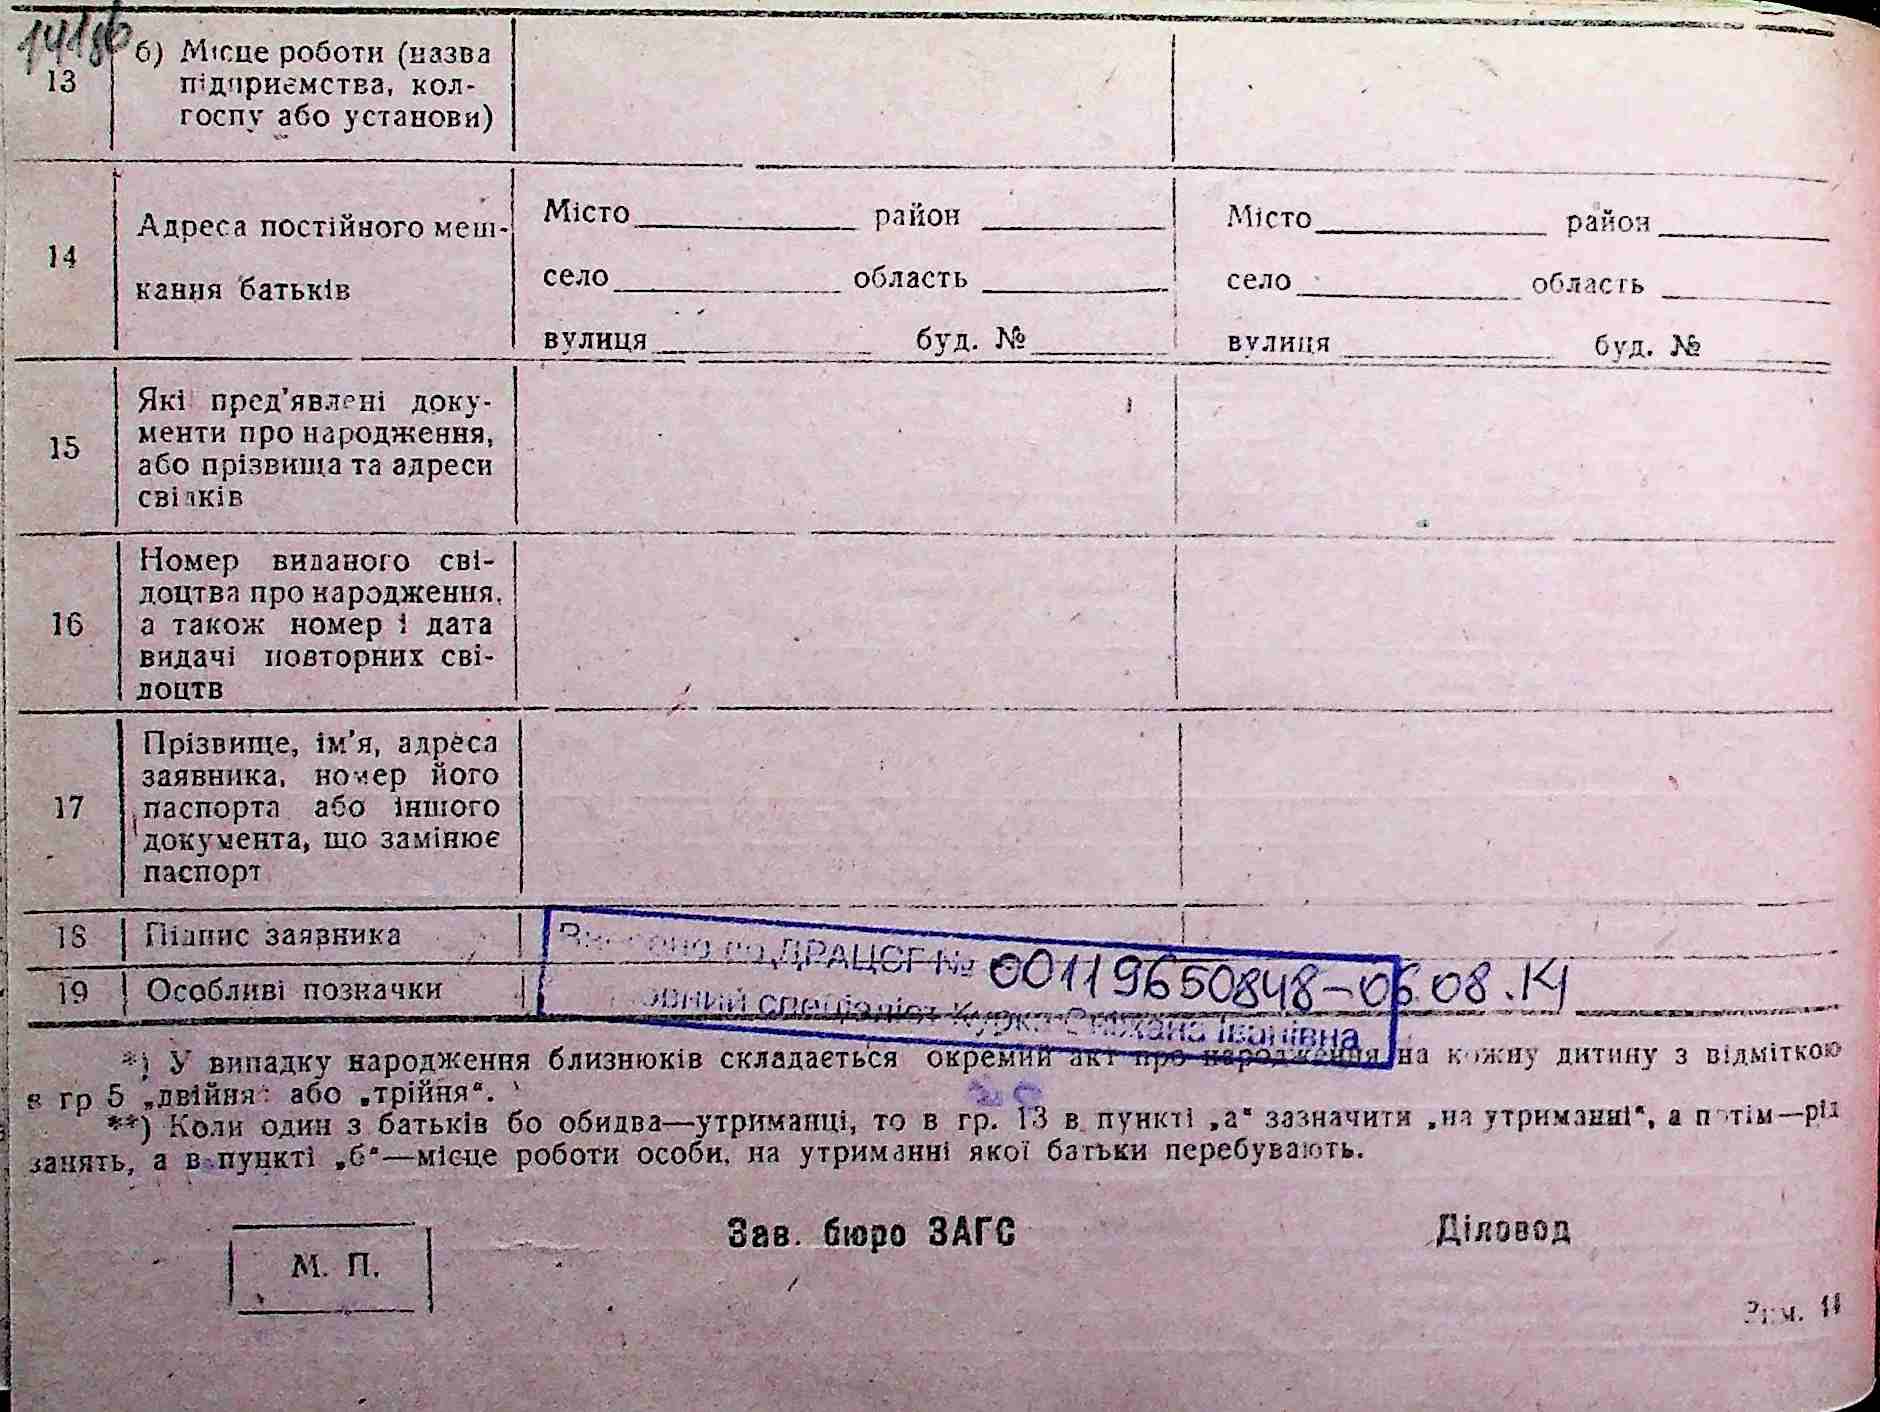 13 б) Місце роботи (назва
підприємства, кол-
госпу або установи)
14 Адреса постійного меш-
кання батьків
Місто район
село область
вулиця буд. №
Місто район
село область
вулиця буд. №
15 Які пред'явлені доку-
менти про народження,
або прізвища та адреси
свідків
16 Номер виданого сві-
доцтва про народження,
а також номер і дата
видачі повторних сві-
доцтв
17 Прізвище, ім'я, адреса
заявника, номер його
паспорта або іншого
документа, що замінює
паспорт
18 Підпис заявника
19 Особливі позначки
ДРАЦСГ № 00119650848-06.08.
спеціаліст Іванівна
*) У випадку народження близнюків складається окремий акт про народження на кожну дитину з відміткою
в гр 5 „двійня“ або „трійня“.
**) Коли один з батьків бо обидва—утриманці, то в гр. 13 в пункті „а“ зазначити „на утриманні“, а потім—рід
занять, а в пункті „б“—місце роботи особи, на утриманні якої батьки перебувають.
М. П.
Зав. бюро ЗАГС
Діловод